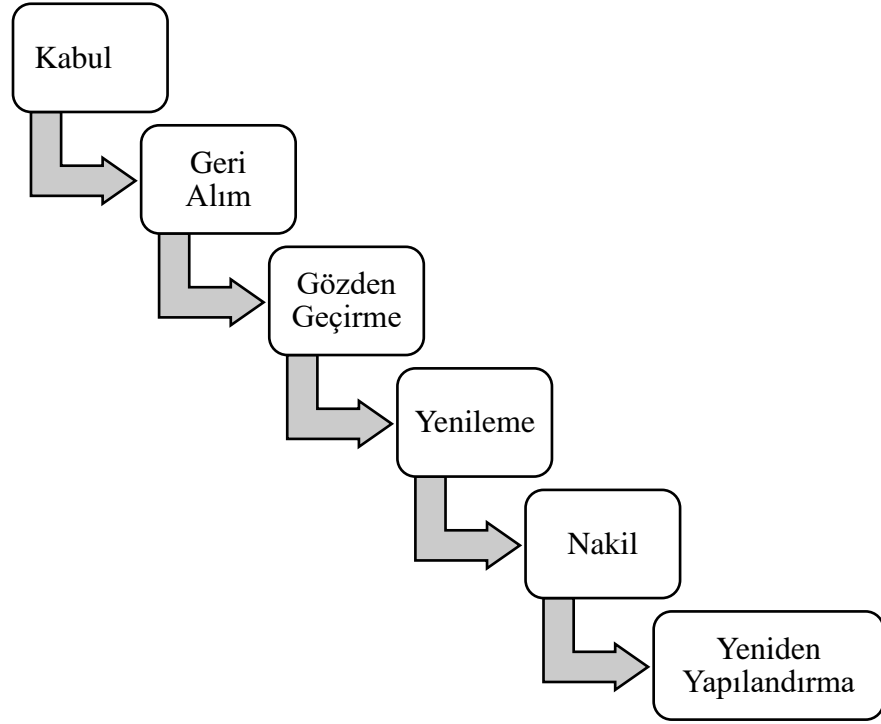 Kabul
Geri
Alım
Gözden
Geçirme
Yenileme
Nakil
Yeniden
Yapılandırma